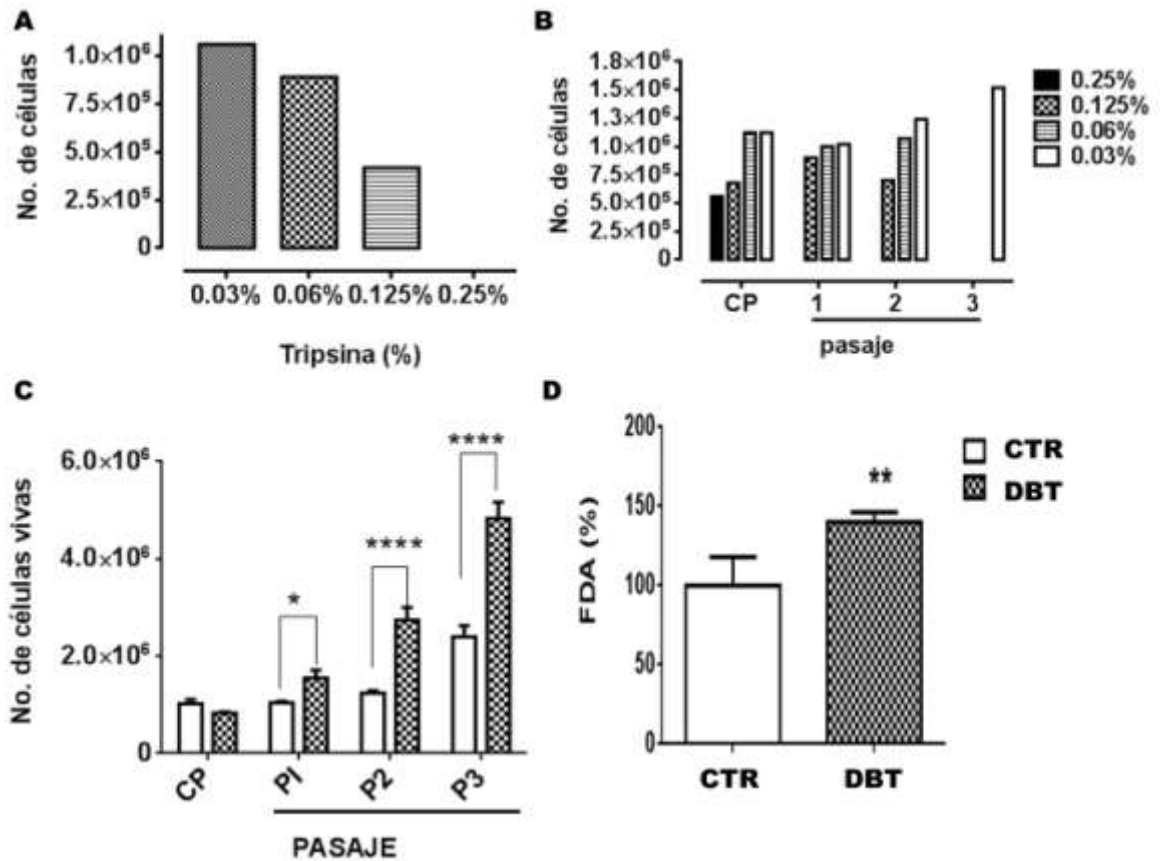 A
No. de células
1.0×10⁶
7.5×10⁵
5.0×10⁵
2.5×10⁵
0
0.03% 0.06% 0.125% 0.25%
Tripsina (%)
B
No. de células
1.8×10⁶
1.5×10⁶
1.3×10⁶
1.0×10⁶
7.5×10⁵
5.0×10⁵
2.5×10⁵
0
CP 1 2 3
pasaje
0.25%
0.125%
0.06%
0.03%
C
No. de células vivas
6.0×10⁶
4.0×10⁶
2.0×10⁶
0
*
****
****
CP P1 P2 P3
PASAJE
D
FDA (%)
200
150
100
50
0
**
CTR DBT
CTR
DBT